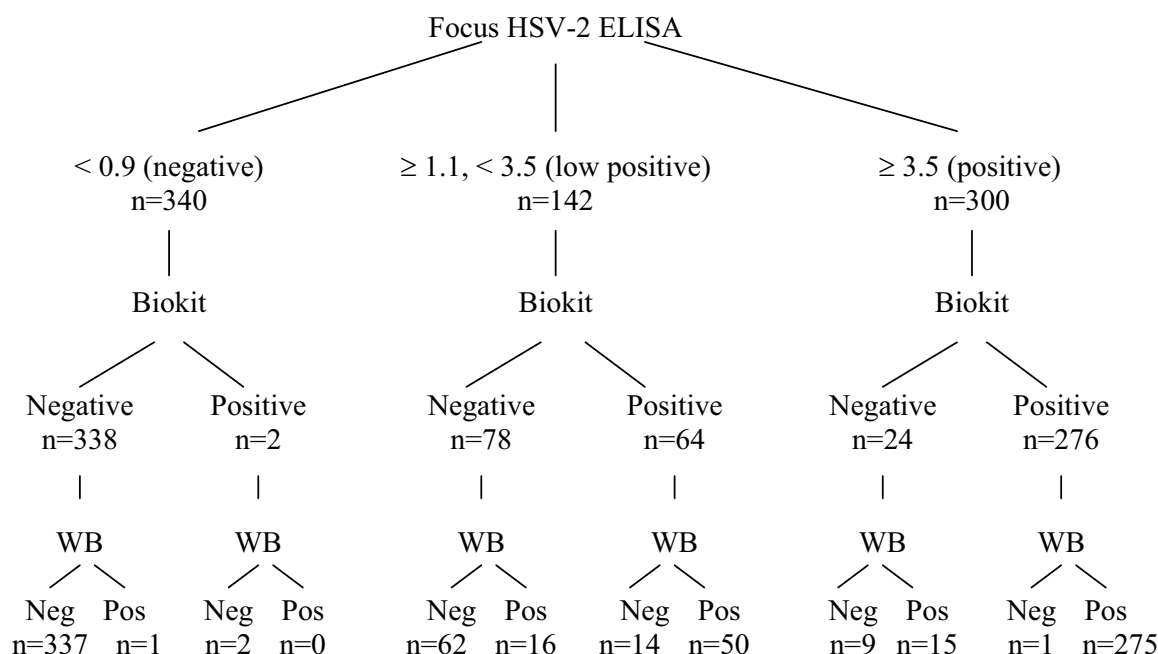 Focus HSV-2 ELISA
< 0.9 (negative) ≥ 1.1, < 3.5 (low positive) ≥ 3.5 (positive)
n=340 n=142 n=300
Biokit Biokit Biokit
Negative Positive Negative Positive Negative Positive
n=338 n=2 n=78 n=64 n=24 n=276
WB WB WB WB WB WB
Neg Pos Neg Pos Neg Pos Neg Pos Neg Pos Neg Pos
n=337 n=1 n=2 n=0 n=62 n=16 n=14 n=50 n=9 n=15 n=1 n=275